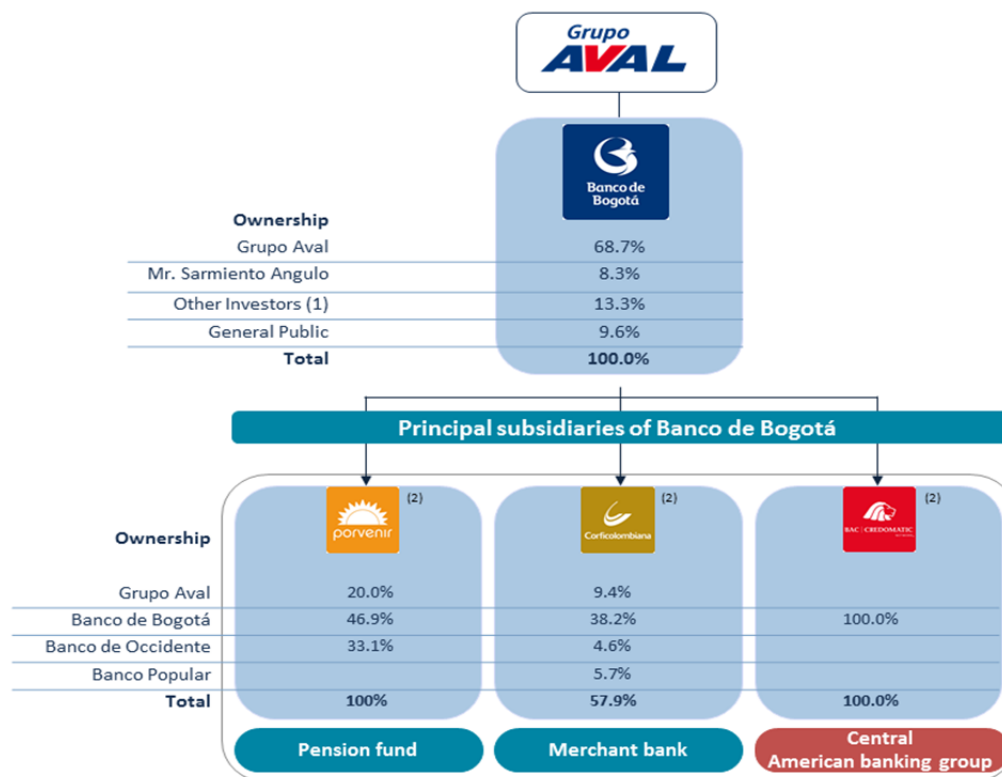 Grupo
AVAL
Banco de
Bogotá
Ownership
Grupo Aval 68.7%
Mr. Sarmiento Angulo 8.3%
Other Investors (1) 13.3%
General Public 9.6%
Total 100.0%
Principal subsidiaries of Banco de Bogotá
porvenir (2) Corficolombiana (2) BAC | CREDOMATIC (2)
Ownership
Grupo Aval 20.0% 9.4%
Banco de Bogotá 46.9% 38.2% 100.0%
Banco de Occidente 33.1% 4.6%
Banco Popular 5.7%
Total 100% 57.9% 100.0%
Pension fund Merchant bank Central
American banking group